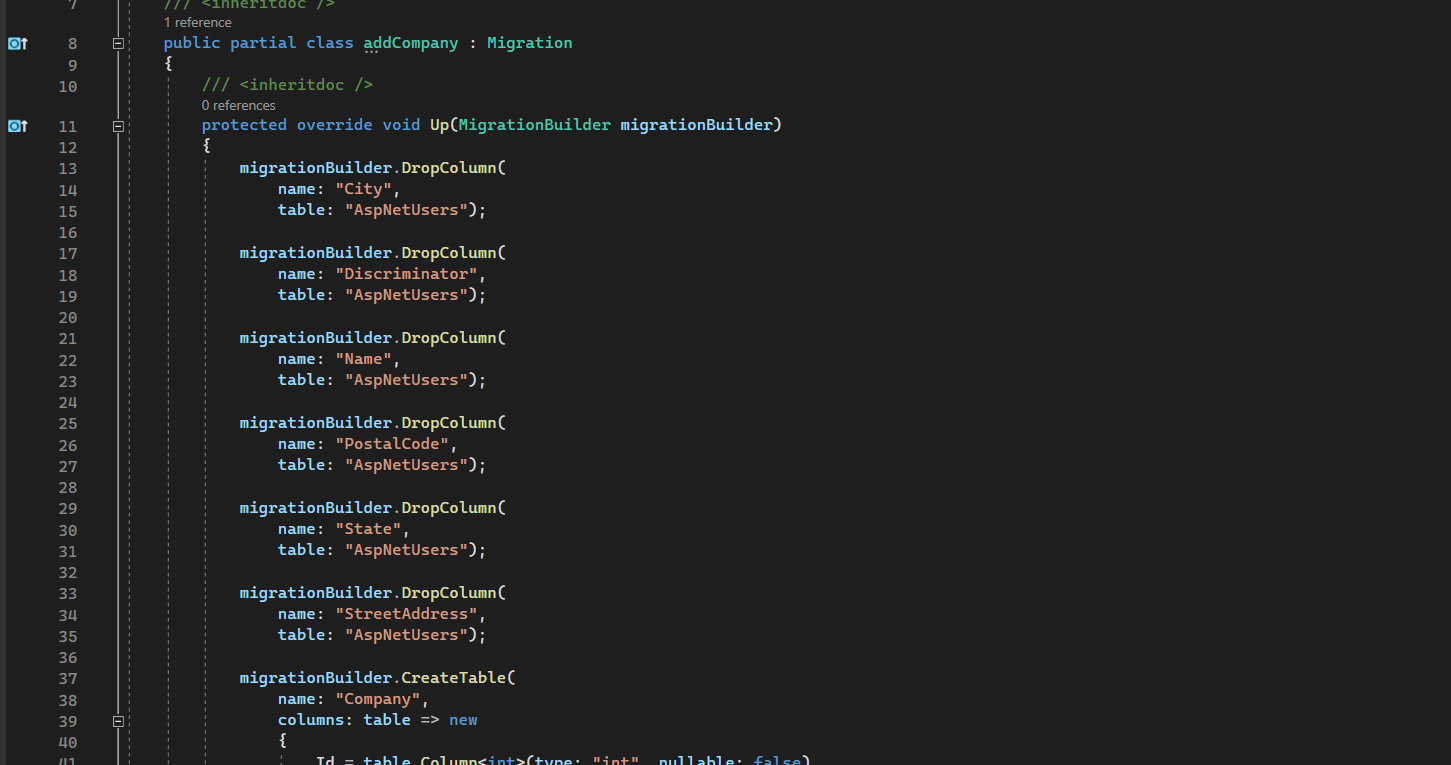 7 /// <inheritdoc />
1 reference
8 public partial class addCompany : Migration
9 {
10 /// <inheritdoc />
0 references
11 protected override void Up(MigrationBuilder migrationBuilder)
12 {
13 migrationBuilder.DropColumn(
14 name: "City",
15 table: "AspNetUsers");
16
17 migrationBuilder.DropColumn(
18 name: "Discriminator",
19 table: "AspNetUsers");
20
21 migrationBuilder.DropColumn(
22 name: "Name",
23 table: "AspNetUsers");
24
25 migrationBuilder.DropColumn(
26 name: "PostalCode",
27 table: "AspNetUsers");
28
29 migrationBuilder.DropColumn(
30 name: "State",
31 table: "AspNetUsers");
32
33 migrationBuilder.DropColumn(
34 name: "StreetAddress",
35 table: "AspNetUsers");
36
37 migrationBuilder.CreateTable(
38 name: "Company",
39 columns: table => new
40 {
41 Id = table.Column<int>(type: "int", nullable: false)